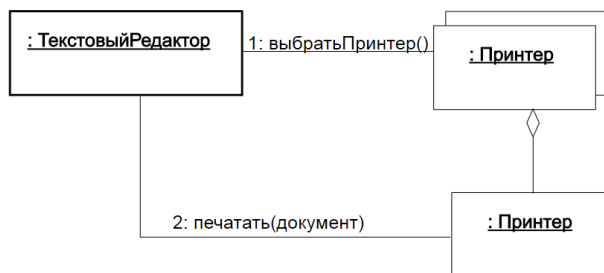 : ТекстовыйРедактор
1: выбратьПринтер()
: Принтер
2: печатать(документ)
: Принтер